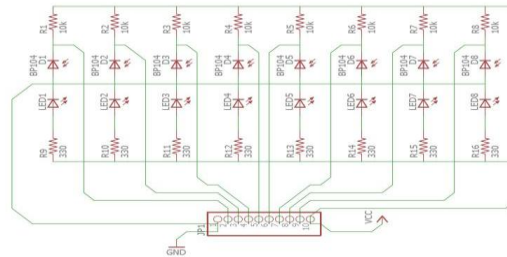 R1 10k R2 10k R3 10k R4 10k R5 10k R6 10k R7 10k R8 10k
BP104 D1 BP104 D2 BP104 D3 BP104 D4 BP104 D5 BP104 D6 BP104 D7 BP104 D8
LED1 LED2 LED3 LED4 LED5 LED6 LED7 LED8
R9 330 R10 330 R11 330 R12 330 R13 330 R14 330 R15 330 R16 330
JP1 1 2 3 4 5 6 7 8 9 10 VCC
GND